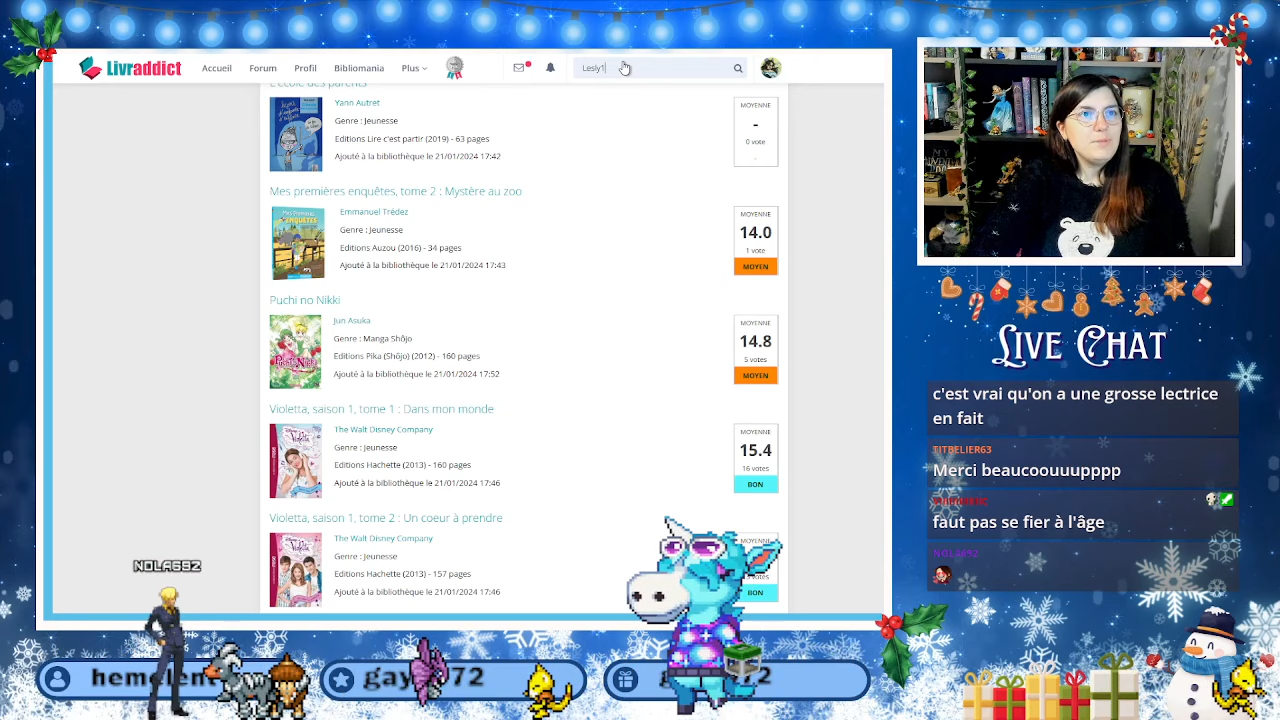 Livraddict
Accueil
Forum
Profil
Bibliomania
Plus
L'école des parents
Yann Autret
Genre : Jeunesse
Editions Lire c'est partir (2019) - 63 pages
Ajouté à la bibliothèque le 21/01/2024 17:42
MOYENNE
-
0 vote
Mes premières enquêtes, tome 2 : Mystère au zoo
Emmanuel Trédez
Genre : Jeunesse
Editions Auzou (2016) - 34 pages
Ajouté à la bibliothèque le 21/01/2024 17:43
MOYENNE
14.0
1 vote
MOYEN
Puchi no Nikki
Jun Asuka
Genre : Manga Shôjo
Editions Pika (Shôjo) (2012) - 160 pages
Ajouté à la bibliothèque le 21/01/2024 17:52
MOYENNE
14.8
5 votes
MOYEN
Violetta, saison 1, tome 1 : Dans mon monde
The Walt Disney Company
Genre : Jeunesse
Editions Hachette (2013) - 160 pages
Ajouté à la bibliothèque le 21/01/2024 17:46
MOYENNE
15.4
16 votes
BON
Violetta, saison 1, tome 2 : Un coeur à prendre
The Walt Disney Company
Genre : Jeunesse
Editions Hachette (2013) - 157 pages
Ajouté à la bibliothèque le 21/01/2024 17:46
votes
BON
NOLA692
LIVE CHAT
c'est vrai qu'on a une grosse lectrice
en fait
TITBELIER63
Merci beaucoouuupppp
faut pas se fier à l'âge
NOLA692